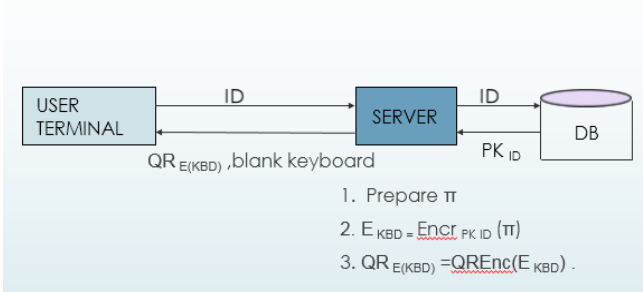 ID
ID
USER
TERMINAL
SERVER
DB
PK ID
QR E(KBD) ,blank keyboard
1. Prepare π
2. E KBD = Encr PK ID (π)
3. QR E(KBD) =QREnc(E KBD) .